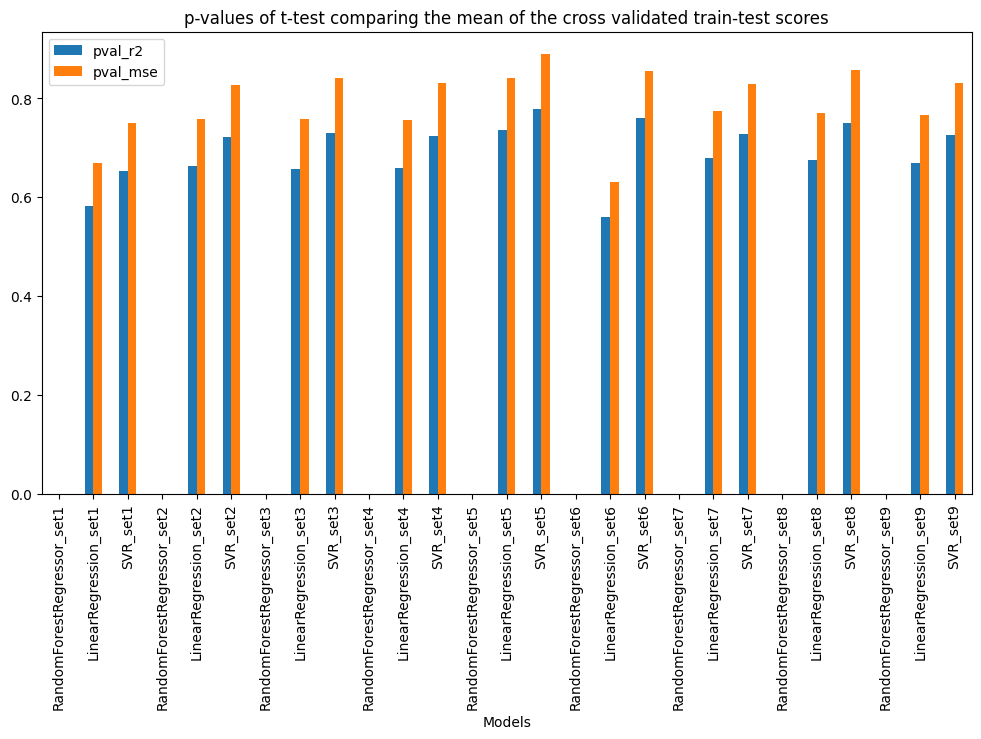 p-values of t-test comparing the mean of the cross validated train-test scores
pval_r2
pval_mse
0.8
0.6
0.4
0.2
0.0
RandomForestRegressor_set1
LinearRegression_set1
SVR_set1
RandomForestRegressor_set2
LinearRegression_set2
SVR_set2
RandomForestRegressor_set3
LinearRegression_set3
SVR_set3
RandomForestRegressor_set4
LinearRegression_set4
SVR_set4
RandomForestRegressor_set5
LinearRegression_set5
SVR_set5
RandomForestRegressor_set6
LinearRegression_set6
SVR_set6
RandomForestRegressor_set7
LinearRegression_set7
SVR_set7
RandomForestRegressor_set8
LinearRegression_set8
SVR_set8
RandomForestRegressor_set9
LinearRegression_set9
SVR_set9
Models